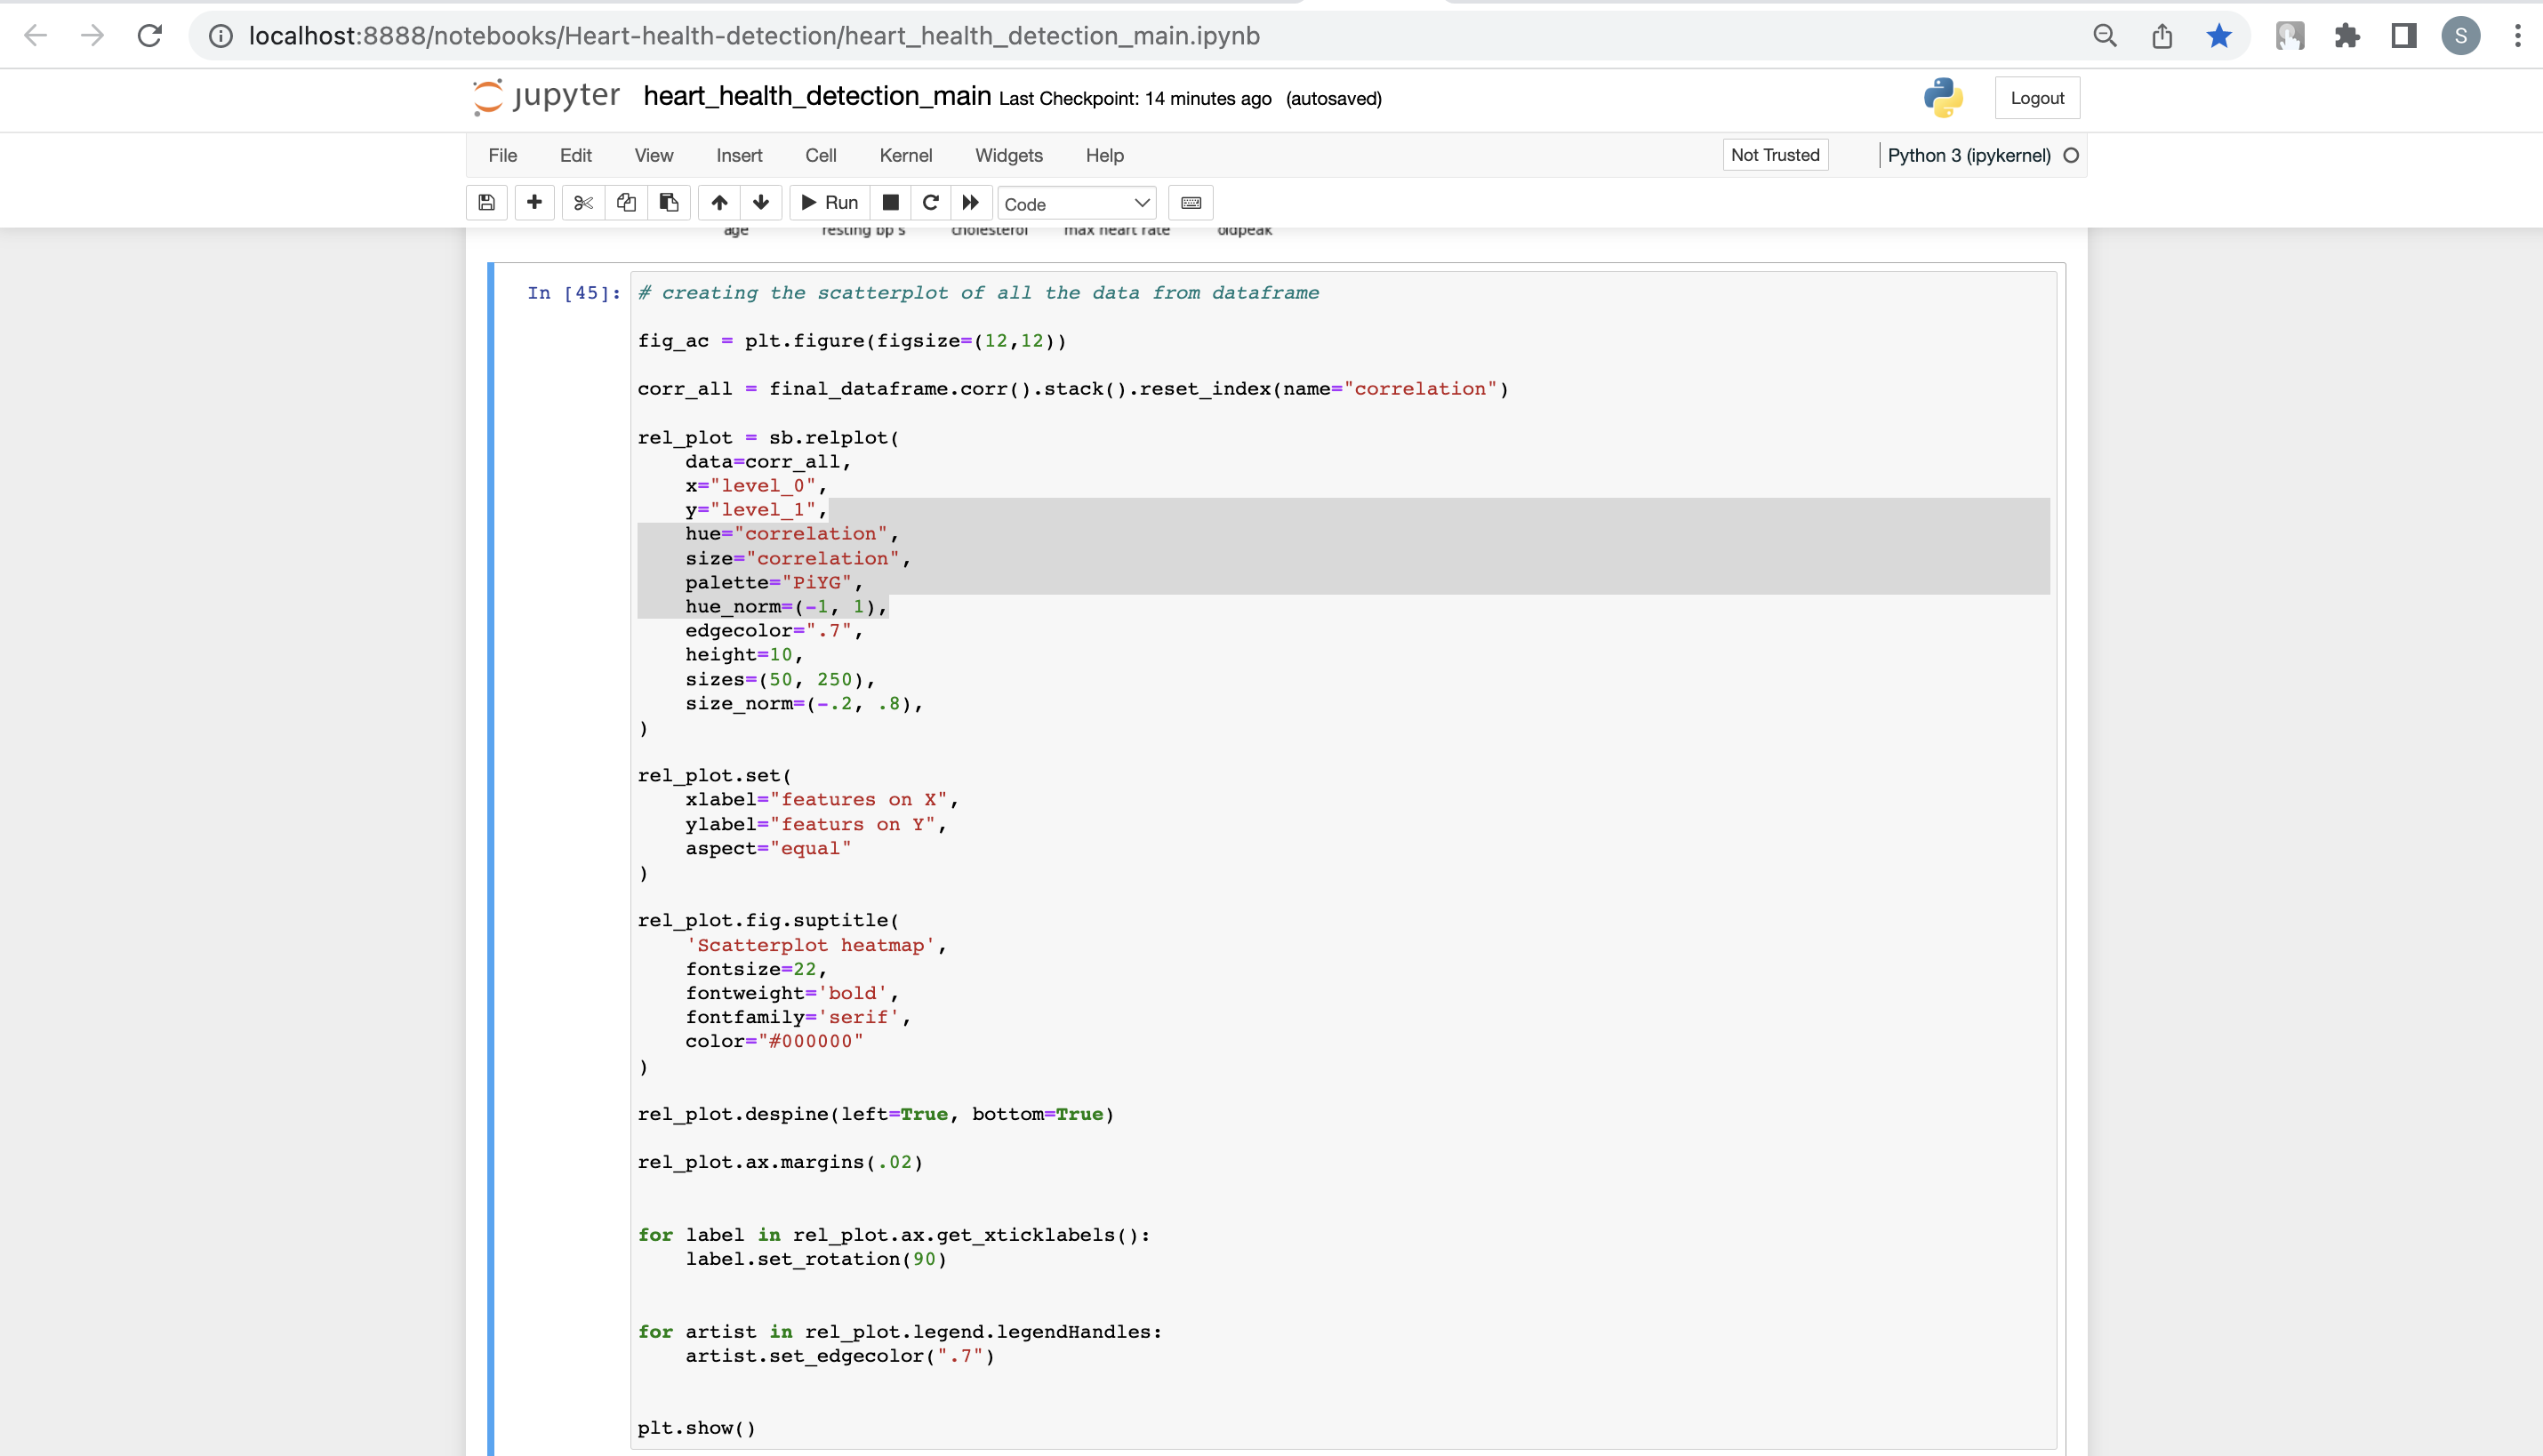 localhost:8888/notebooks/Heart-health-detection/heart_health_detection_main.ipynb
S
jupyter heart_health_detection_main Last Checkpoint: 14 minutes ago (autosaved)
Logout
File Edit View Insert Cell Kernel Widgets Help
Not Trusted
Python 3 (ipykernel)
Run
Code
age resting bp s cholesterol max heart rate oldpeak
In [45]:
# creating the scatterplot of all the data from dataframe
fig_ac = plt.figure(figsize=(12,12))
corr_all = final_dataframe.corr().stack().reset_index(name="correlation")
rel_plot = sb.relplot(
    data=corr_all,
    x="level_0",
    y="level_1",
    hue="correlation",
    size="correlation",
    palette="PiYG",
    hue_norm=(-1, 1),
    edgecolor=".7",
    height=10,
    sizes=(50, 250),
    size_norm=(-.2, .8),
)
rel_plot.set(
    xlabel="features on X",
    ylabel="featurs on Y",
    aspect="equal"
)
rel_plot.fig.suptitle(
    'Scatterplot heatmap',
    fontsize=22,
    fontweight='bold',
    fontfamily='serif',
    color="#000000"
)
rel_plot.despine(left=True, bottom=True)
rel_plot.ax.margins(.02)
for label in rel_plot.ax.get_xticklabels():
    label.set_rotation(90)
for artist in rel_plot.legend.legendHandles:
    artist.set_edgecolor(".7")
plt.show()